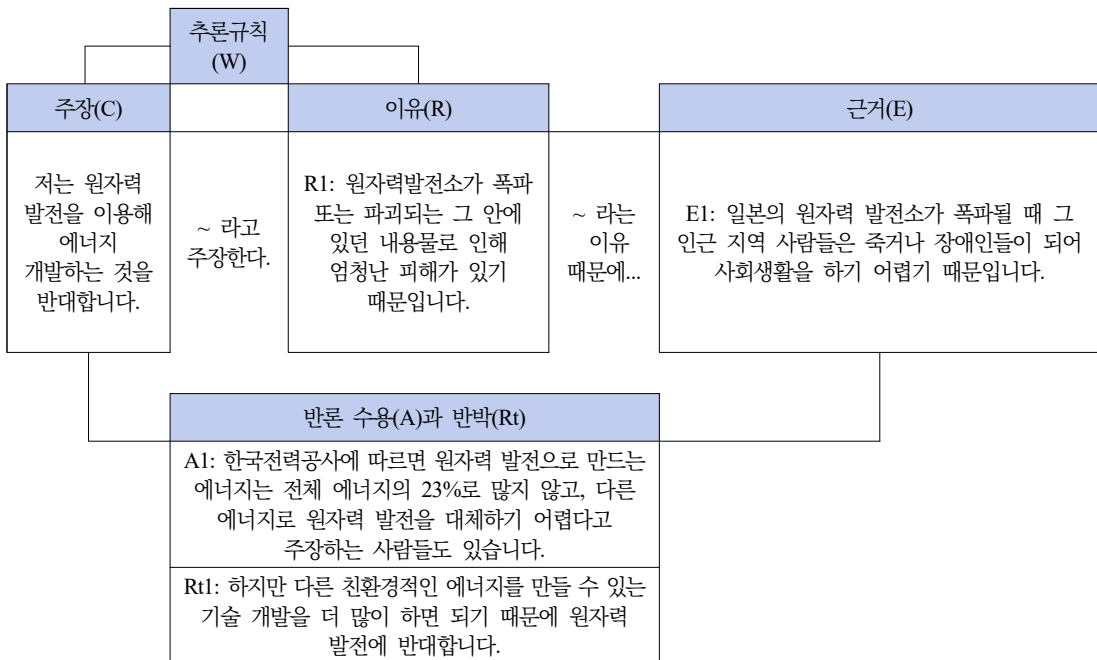 추론규칙
(W)
주장(C)
이유(R)
근거(E)
저는 원자력
발전을 이용해
에너지
개발하는 것을
반대합니다.
~ 라고
주장한다.
R1: 원자력발전소가 폭파
또는 파괴되는 그 안에
있던 내용물로 인해
엄청난 피해가 있기
때문입니다.
~ 라는
이유
때문에...
E1: 일본의 원자력 발전소가 폭파될 때 그
인근 지역 사람들은 죽거나 장애인들이 되어
사회생활을 하기 어렵기 때문입니다.
반론 수용(A)과 반박(Rt)
A1: 한국전력공사에 따르면 원자력 발전으로 만드는
에너지는 전체 에너지의 23%로 많지 않고, 다른
에너지로 원자력 발전을 대체하기 어렵다고
주장하는 사람들도 있습니다.
Rt1: 하지만 다른 친환경적인 에너지를 만들 수 있는
기술 개발을 더 많이 하면 되기 때문에 원자력
발전에 반대합니다.